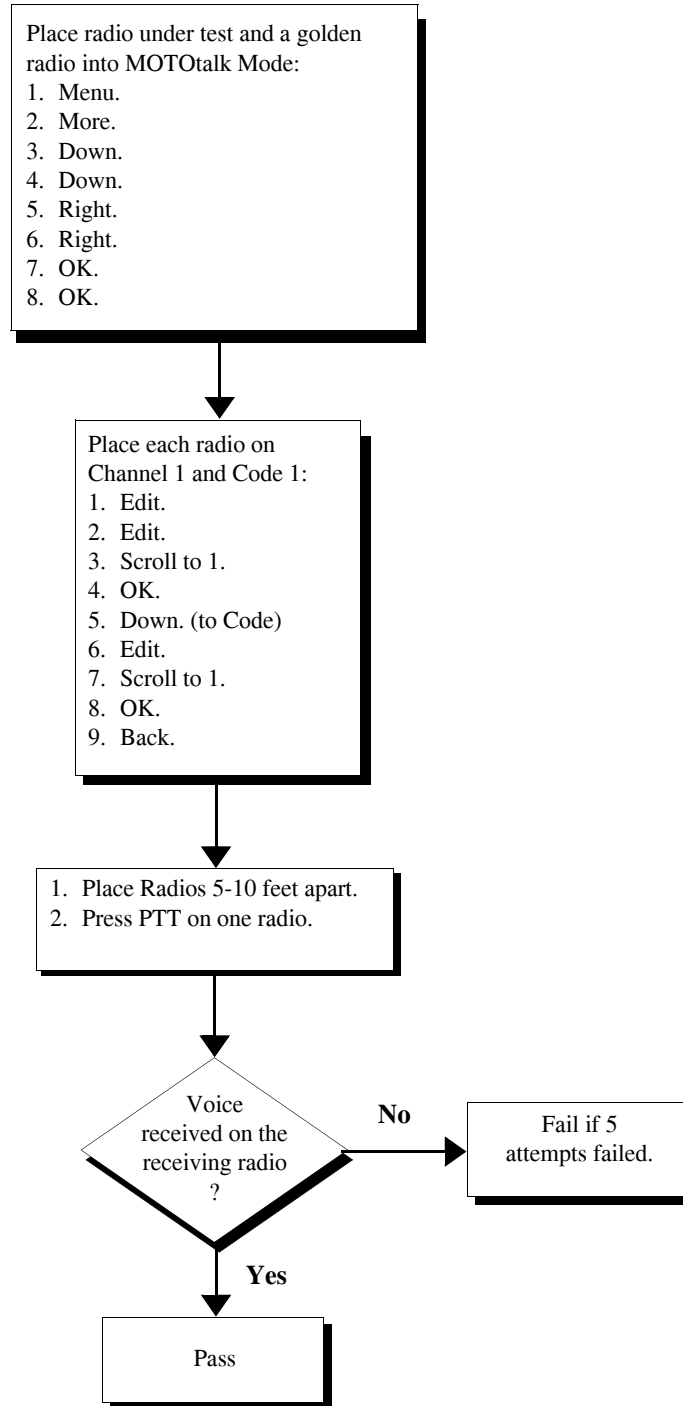 Place radio under test and a golden
radio into MOTOtalk Mode:
1. Menu.
2. More.
3. Down.
4. Down.
5. Right.
6. Right.
7. OK.
8. OK.
Place each radio on
Channel 1 and Code 1:
1. Edit.
2. Edit.
3. Scroll to 1.
4. OK.
5. Down. (to Code)
6. Edit.
7. Scroll to 1.
8. OK.
9. Back.
1. Place Radios 5-10 feet apart.
2. Press PTT on one radio.
Voice
received on the
receiving radio
?
No
Fail if 5
attempts failed.
Yes
Pass